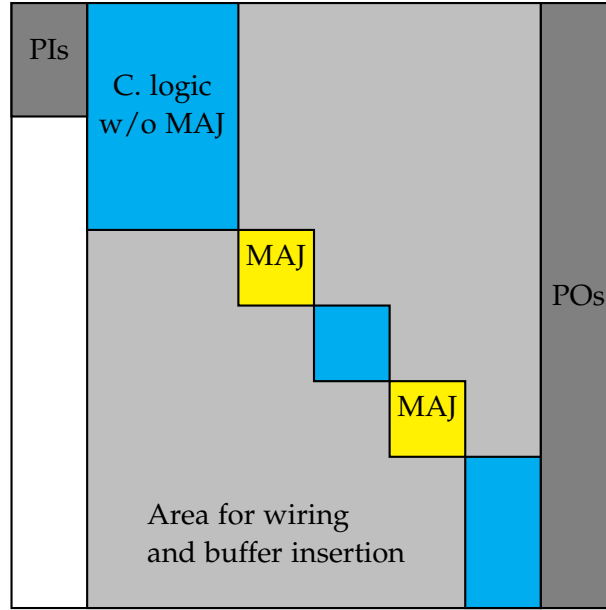 PIs
C. logic
w/o MAJ
MAJ
POs
MAJ
Area for wiring
and buffer insertion